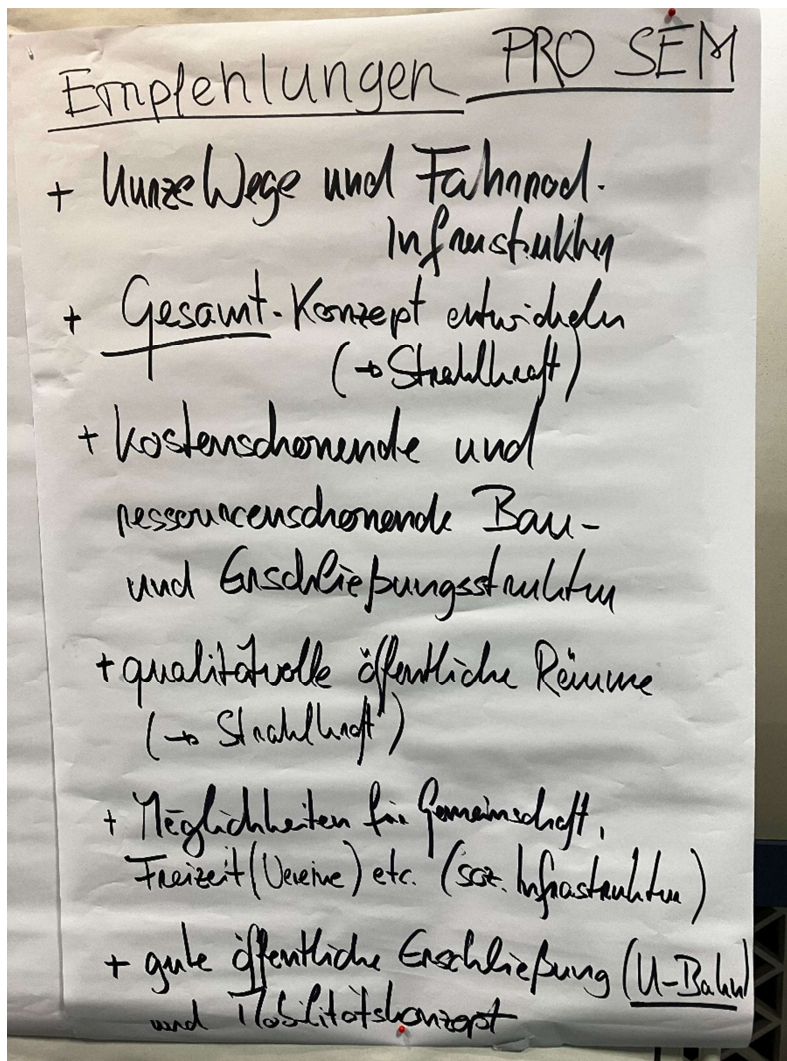 Empfehlungen PRO SEM
+ Kurze Wege und Fahrrad-
Infrastruktur
+ Gesamt-Konzept entwickeln
(→ Strahlkraft)
+ kostenschonende und
ressourcenschonende Bau-
und Erschließungsstruktur
+ qualitätvolle öffentliche Räume
(→ Strahlkraft)
+ Möglichkeiten für Gemeinschaft,
Freizeit (Vereine) etc. (soz. Infrastruktur)
+ gute öffentliche Erschließung (U-Bahn)
und Mobilitätskonzept